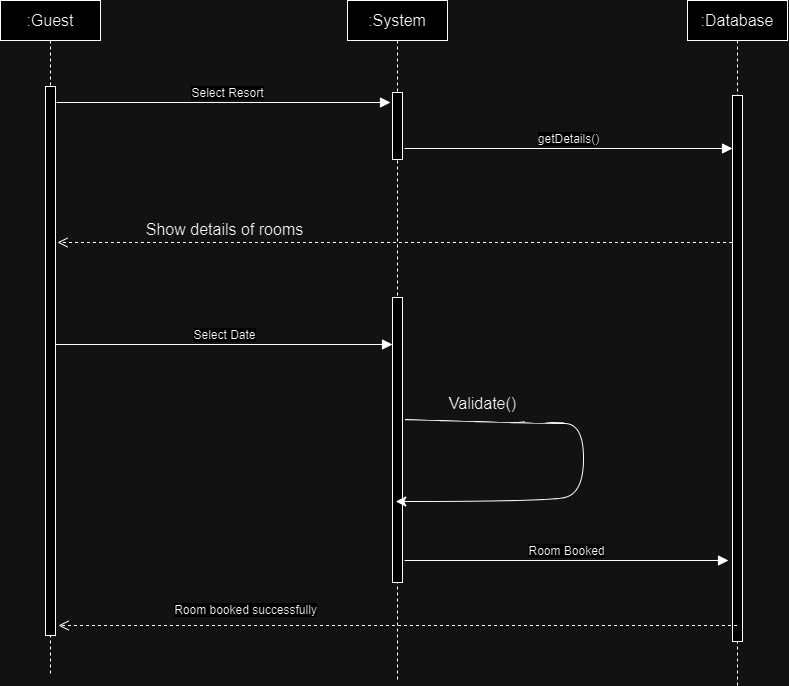 :Guest
:System
:Database
Select Resort
getDetails()
Show details of rooms
Select Date
Validate()
Room Booked
Room booked successfully